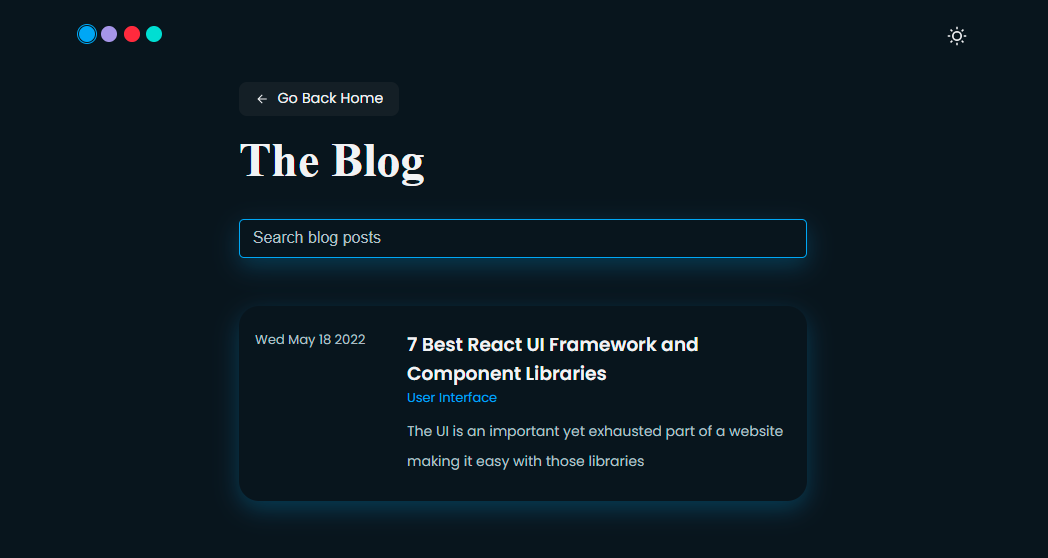 Go Back Home
The Blog
Search blog posts
Wed May 18 2022
7 Best React UI Framework and
Component Libraries
User Interface
The UI is an important yet exhausted part of a website
making it easy with those libraries